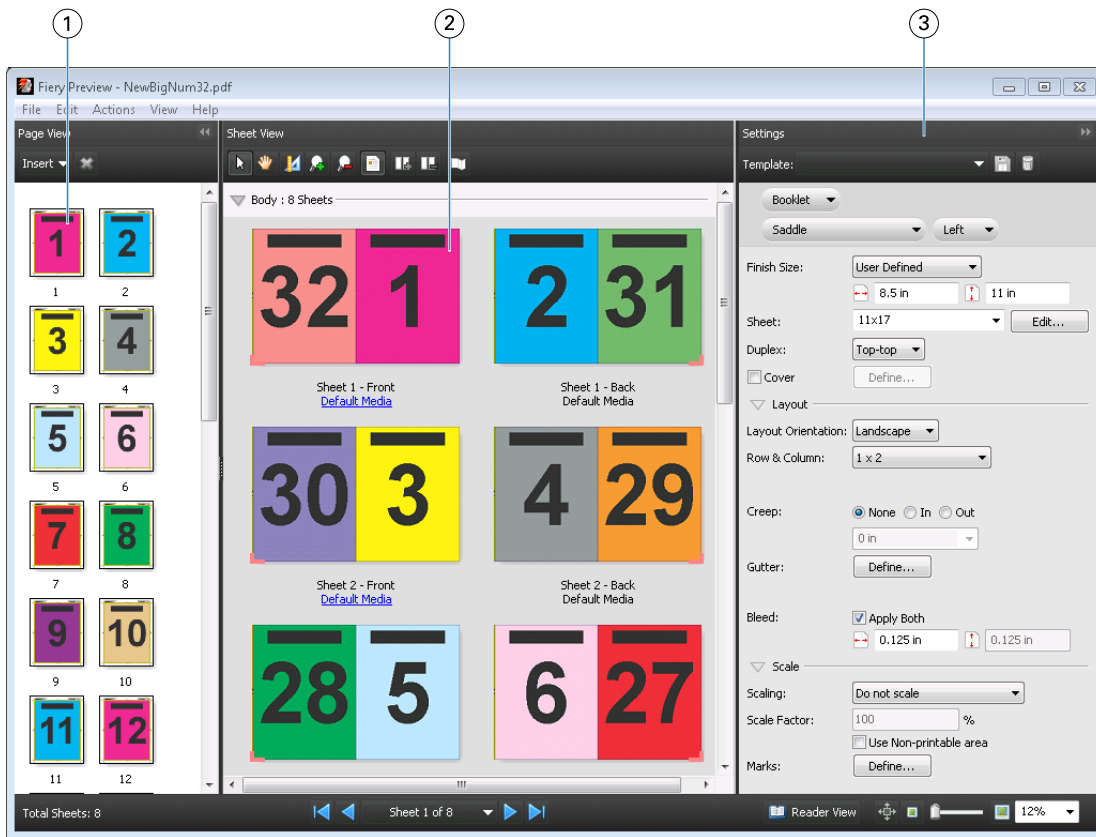 1
2
3
Fiery Preview - NewBigNum32.pdf
File Edit Actions View Help
Page View
Insert
1
2
1
2
3
4
3
4
5
6
5
6
7
8
7
8
9
10
9
10
11
12
11
12
Total Sheets: 8
Sheet View
Body : 8 Sheets
32 1
2 31
Sheet 1 - Front
Default Media
Sheet 1 - Back
Default Media
30 3
4 29
Sheet 2 - Front
Default Media
Sheet 2 - Back
Default Media
28 5
6 27
Sheet 1 of 8
Settings
Template:
Booklet
Saddle
Left
Finish Size: User Defined
8.5 in 11 in
Sheet: 11x17 Edit...
Duplex: Top-top
Cover Define...
Layout
Layout Orientation: Landscape
Row & Column: 1 x 2
Creep: None In Out
0 in
Gutter: Define...
Bleed: Apply Both
0.125 in 0.125 in
Scale
Scaling: Do not scale
Scale Factor: 100 %
Use Non-printable area
Marks: Define...
Reader View
12%